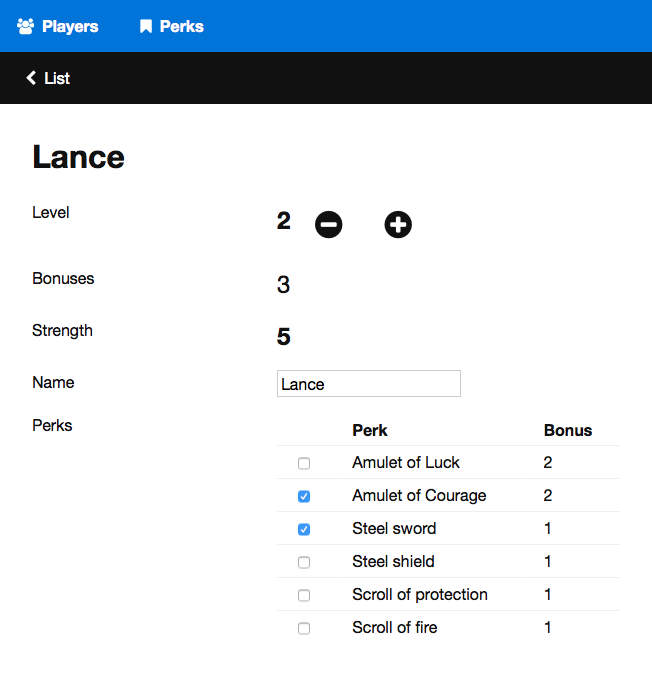 Players Perks
List
Lance
Level 2
Bonuses 3
Strength 5
Name Lance
Perks
Perk Bonus
Amulet of Luck 2
Amulet of Courage 2
Steel sword 1
Steel shield 1
Scroll of protection 1
Scroll of fire 1